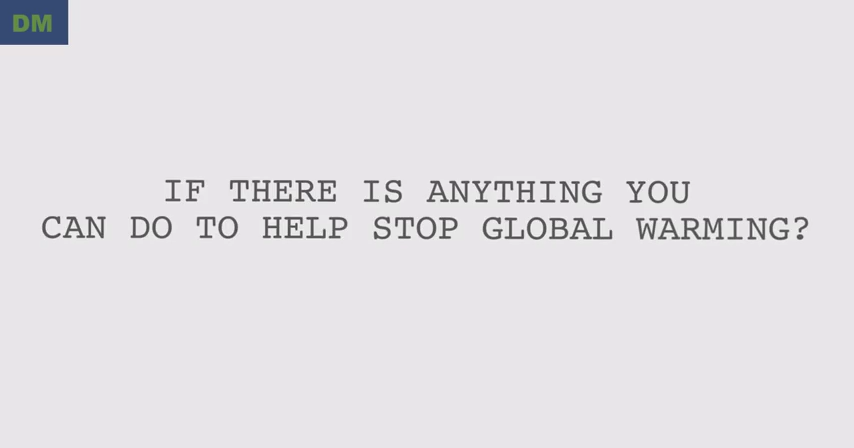 DM
IF THERE IS ANYTHING YOU
CAN DO TO HELP STOP GLOBAL WARMING?